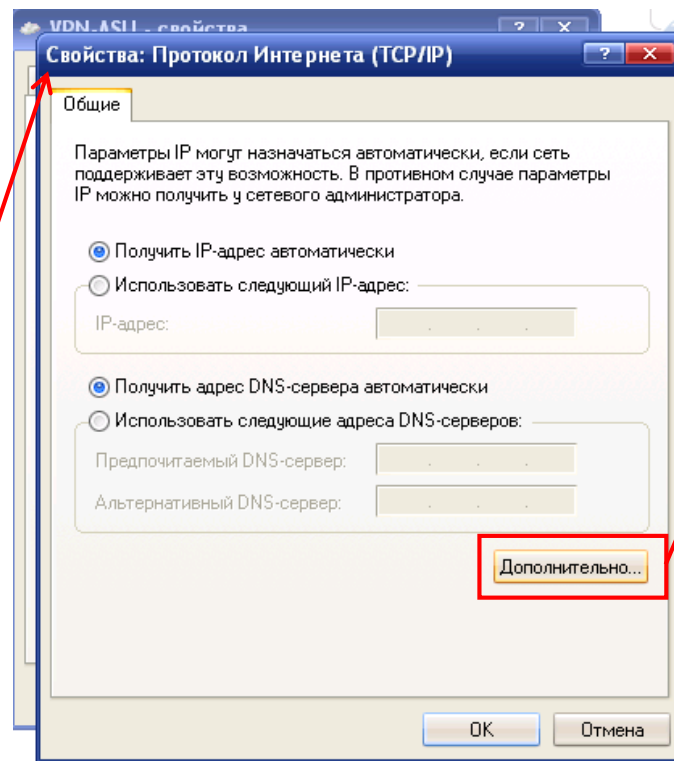 VPN-ASU - свойства
Свойства: Протокол Интернета (TCP/IP)
Общие
Параметры IP могут назначаться автоматически, если сеть
поддерживает эту возможность. В противном случае параметры
IP можно получить у сетевого администратора.
Получить IP-адрес автоматически
Использовать следующий IP-адрес:
IP-адрес:
Получить адрес DNS-сервера автоматически
Использовать следующие адреса DNS-серверов:
Предпочитаемый DNS-сервер:
Альтернативный DNS-сервер:
Дополнительно...
OK
Отмена